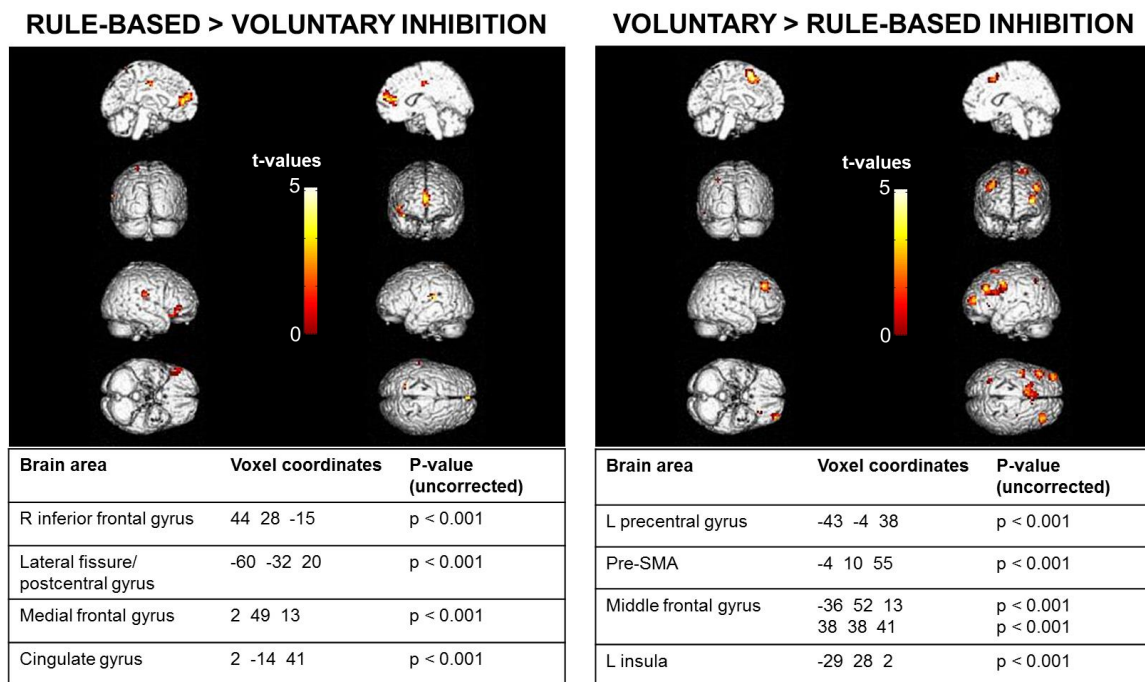 RULE-BASED > VOLUNTARY INHIBITION
t-values
5
0
Brain area Voxel coordinates P-value
(uncorrected)
R inferior frontal gyrus 44 28 -15 p < 0.001
Lateral fissure/ -60 -32 20 p < 0.001
postcentral gyrus
Medial frontal gyrus 2 49 13 p < 0.001
Cingulate gyrus 2 -14 41 p < 0.001
VOLUNTARY > RULE-BASED INHIBITION
t-values
5
0
Brain area Voxel coordinates P-value
(uncorrected)
L precentral gyrus -43 -4 38 p < 0.001
Pre-SMA -4 10 55 p < 0.001
Middle frontal gyrus -36 52 13 p < 0.001
38 38 41 p < 0.001
L insula -29 28 2 p < 0.001